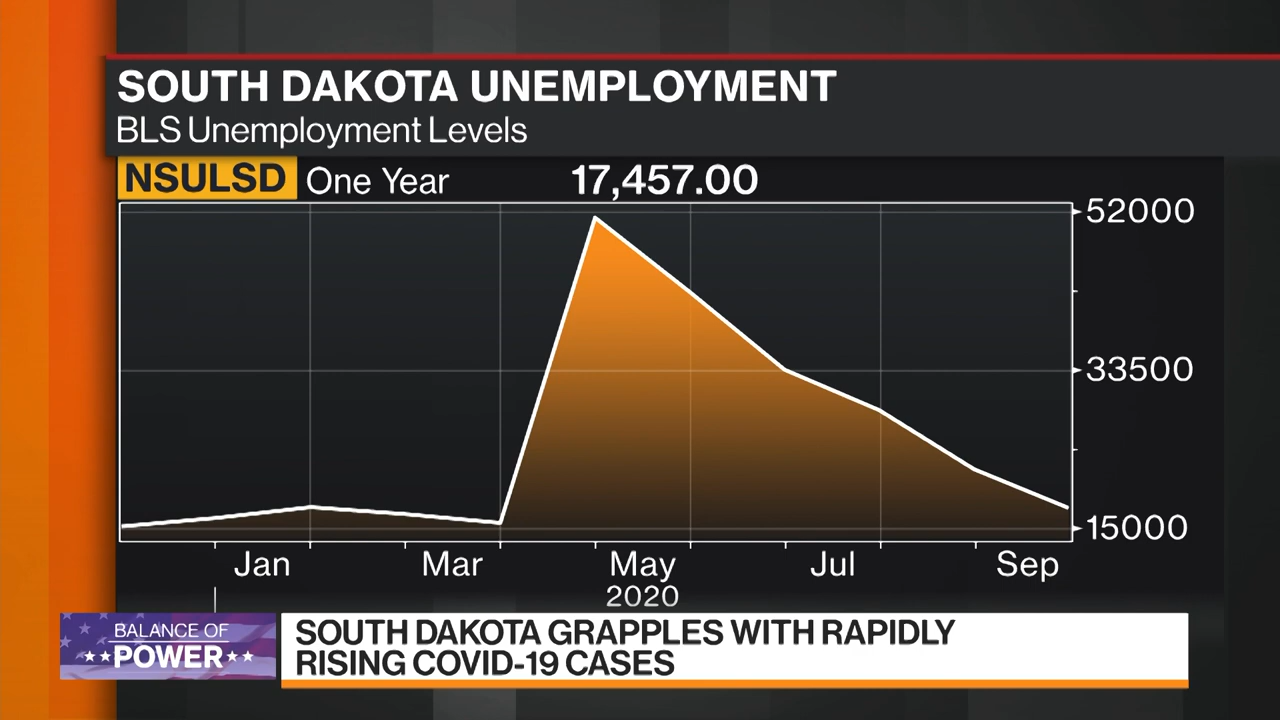 SOUTH DAKOTA UNEMPLOYMENT
BLS Unemployment Levels
NSULSD One Year 17,457.00
52000
33500
15000
Jan Mar May Jul Sep
2020
BALANCE OF
POWER
SOUTH DAKOTA GRAPPLES WITH RAPIDLY
RISING COVID-19 CASES